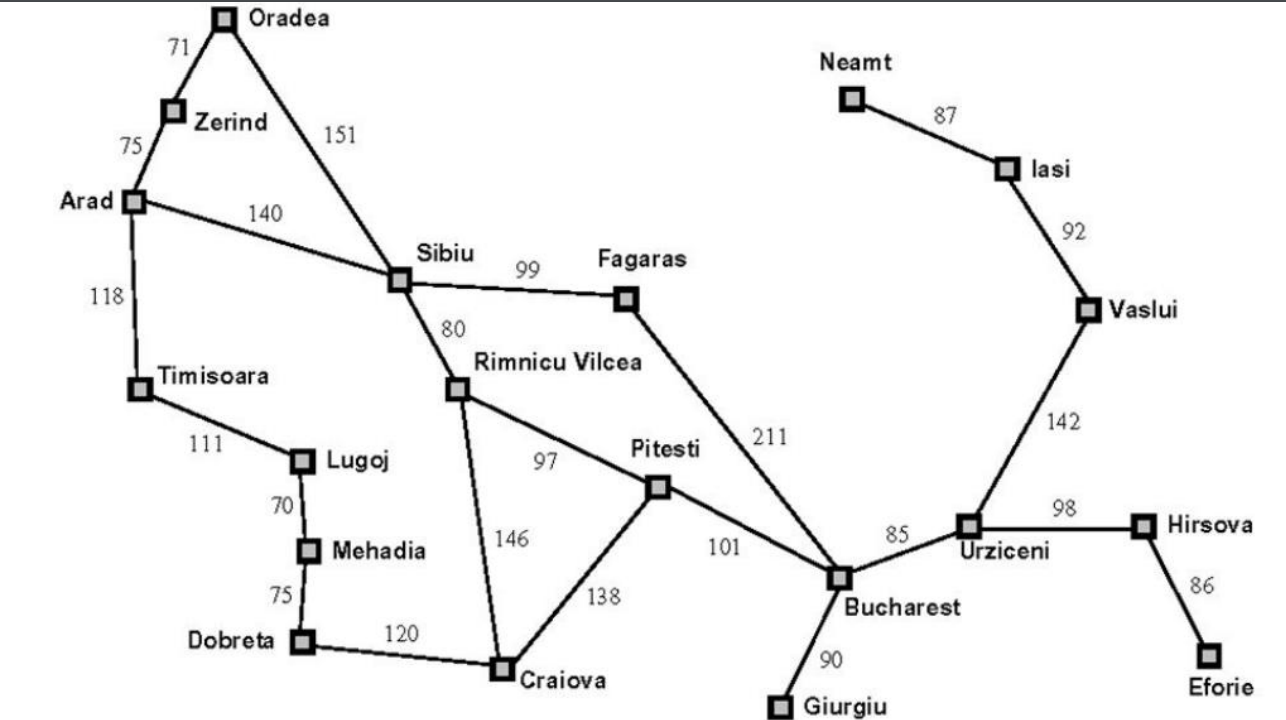 Oradea
71
Neamt
87
Zerind
151
75
Iasi
Arad
140
92
Sibiu
99
Fagaras
118
80
Vaslui
Rimnicu Vilcea
Timisoara
211
142
111
Pitesti
97
Lugoj
70
98
146
101
85
Hirsova
Urziceni
Mehadia
75
138
86
Bucharest
Dobreta
120
90
Craiova
Eforie
Giurgiu